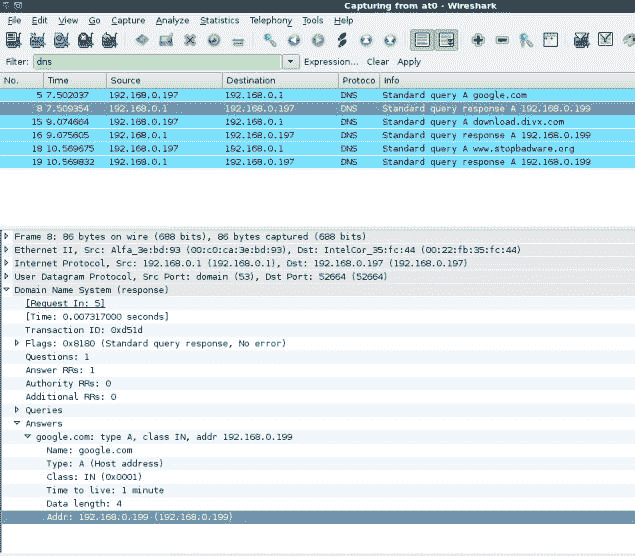 Capturing from at0 - Wireshark
File Edit View Go Capture Analyze Statistics Telephony Tools Help
Filter: dns Expression... Clear Apply
No. Time Source Destination Protoco Info
5 7.502037 192.168.0.197 192.168.0.1 DNS Standard query A google.com
8 7.509354 192.168.0.1 192.168.0.197 DNS Standard query response A 192.168.0.199
15 9.074664 192.168.0.197 192.168.0.1 DNS Standard query A download.divx.com
16 9.075605 192.168.0.1 192.168.0.197 DNS Standard query response A 192.168.0.199
18 10.569675 192.168.0.197 192.168.0.1 DNS Standard query A www.stopbadware.org
19 10.569832 192.168.0.1 192.168.0.197 DNS Standard query response A 192.168.0.199
Frame 8: 86 bytes on wire (688 bits), 86 bytes captured (688 bits)
Ethernet II, Src: Alfa_3e:bd:93 (00:c0:ca:3e:bd:93), Dst: IntelCor_35:fc:44 (00:22:fb:35:fc:44)
Internet Protocol, Src: 192.168.0.1 (192.168.0.1), Dst: 192.168.0.197 (192.168.0.197)
User Datagram Protocol, Src Port: domain (53), Dst Port: 52664 (52664)
Domain Name System (response)
[Request In: 5]
[Time: 0.007317000 seconds]
Transaction ID: 0xd51d
Flags: 0x8180 (Standard query response, No error)
Questions: 1
Answer RRs: 1
Authority RRs: 0
Additional RRs: 0
Queries
Answers
google.com: type A, class IN, addr 192.168.0.199
Name: google.com
Type: A (Host address)
Class: IN (0x0001)
Time to live: 1 minute
Data length: 4
Addr: 192.168.0.199 (192.168.0.199)